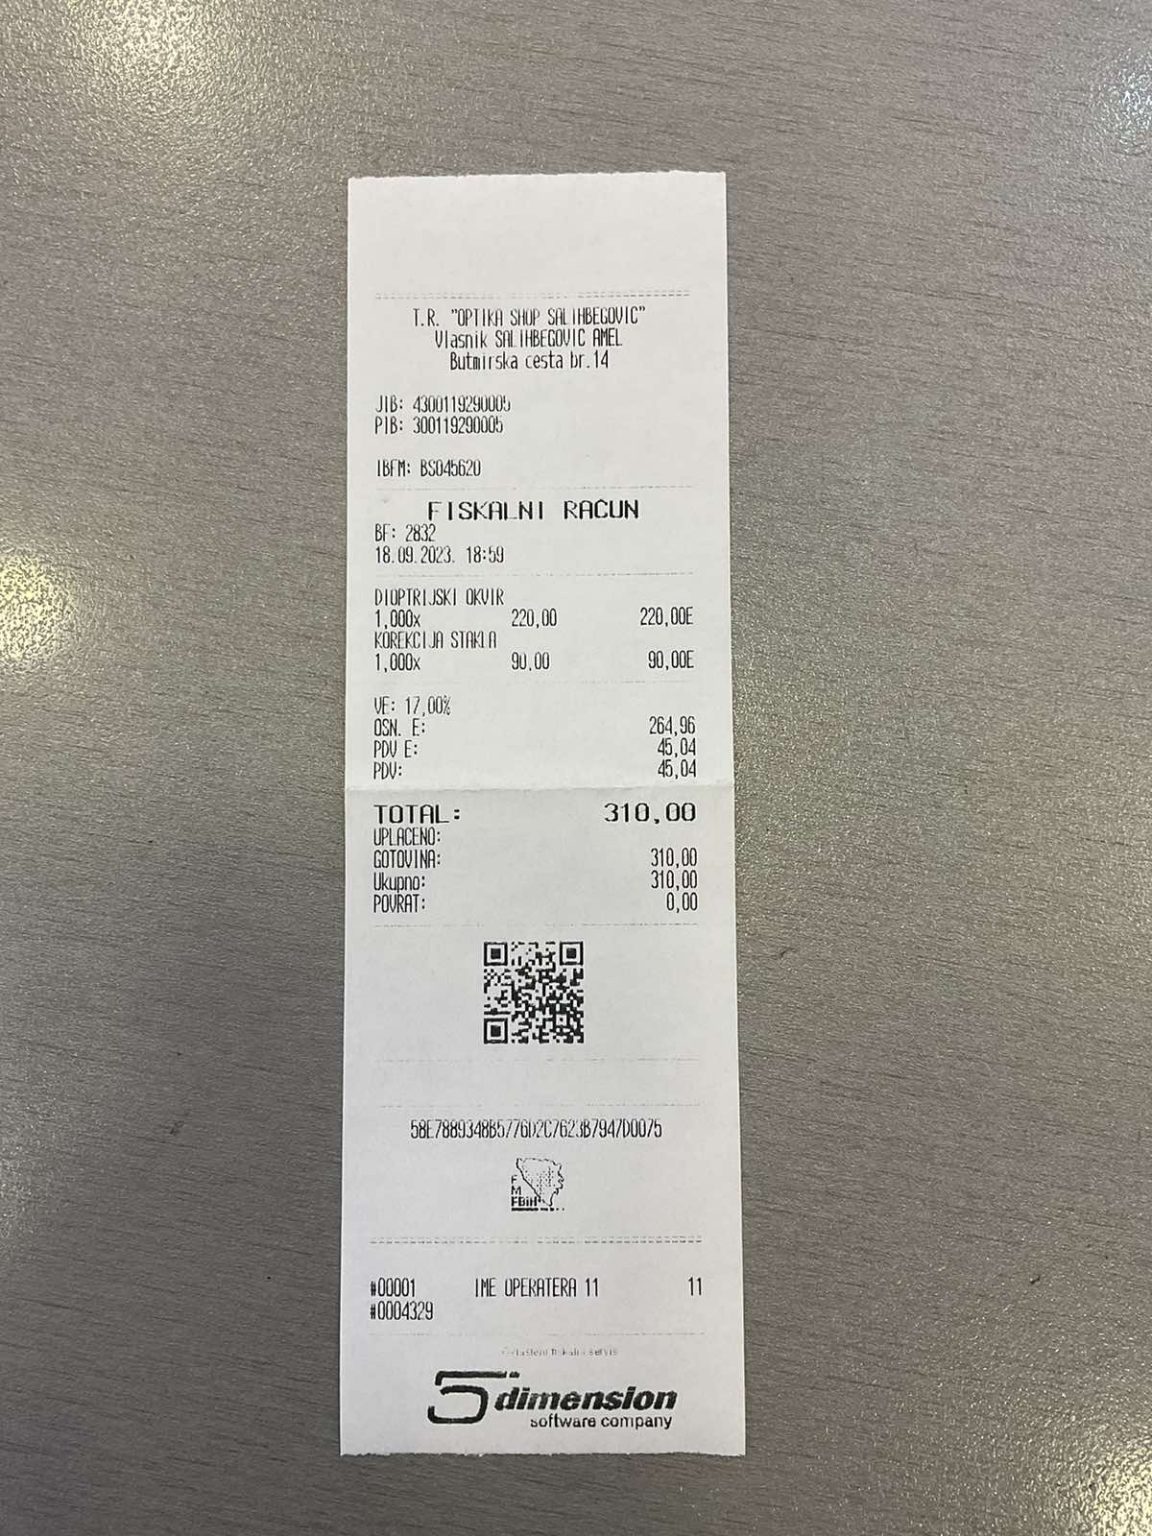 T.R. "OPTIKA SHOP SALIHBEGOVIC"
Vlasnik SALIHBEGOVIC AMEL
Butmirska cesta br.14
JIB: 4300119290005
PIB: 300119290005
IBFM: BS045620
FISKALNI RAČUN
BF: 2832
18.09.2023. 18:59
DIOPTRIJSKI OKVIR
1,000x 220,00 220,00E
KOREKCIJA STAKLA
1,000x 90,00 90,00E
VE: 17,00%
OSN. E: 264,96
PDV E: 45,04
PDV: 45,04
TOTAL: 310,00
UPLACENO:
GOTOVINA: 310,00
Ukupno: 310,00
POVRAT: 0,00
58E7889348B5776D2C7623B7947D0075
F
M
FBiH
#00001 IME OPERATERA 11 11
#0004329
5 dimension
software company